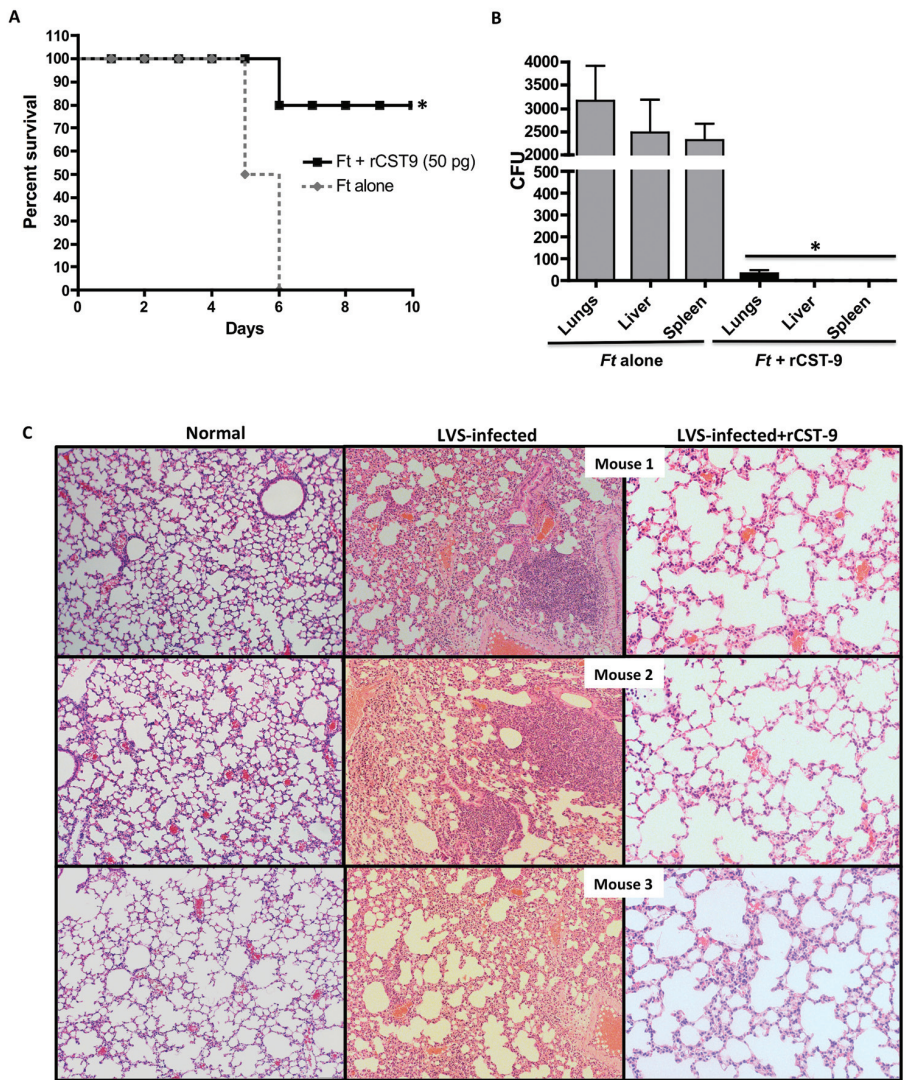 A
110
100
90
80
70
60
50
40
30
20
10
0
Percent survival
0 2 4 6 8 10
Days
*
Ft + rCST9 (50 pg)
Ft alone
B
4000
3500
3000
2500
2000
500
400
300
200
100
0
CFU
*
Lungs Liver Spleen Lungs Liver Spleen
Ft alone Ft + rCST-9
C
Normal LVS-infected LVS-infected+rCST-9
Mouse 1
Mouse 2
Mouse 3